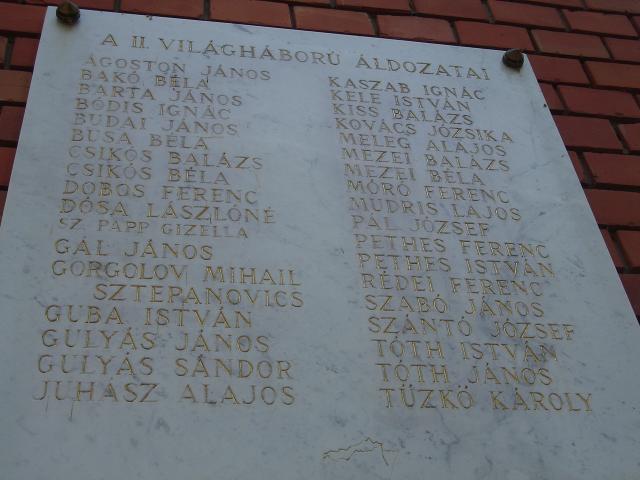 A II. VILÁGHÁBORÚ ÁLDOZATAI
ÁGOSTON JÁNOS
BAKÓ BÉLA
BARTA JÁNOS
BÓDIS IGNÁC
BUDAI JÁNOS
BUSA BÉLA
CSIKÓS BALÁZS
CSIKÓS BÉLA
DOBOS FERENC
DÓSA LÁSZLÓNÉ
SZ. PAPP GIZELLA
GÁL JÁNOS
GORGOLOV MIHAIL
SZTEPANOVICS
GUBA ISTVÁN
GULYÁS JÁNOS
GULYÁS SÁNDOR
JUHÁSZ ALAJOS
KASZAB IGNÁC
KELE ISTVÁN
KISS BALÁZS
KOVÁCS JÓZSIKA
MELEG ALAJOS
MEZEI BALÁZS
MEZEI BÉLA
MÓRÓ FERENC
MUDRIS LAJOS
PÁL JÓZSEF
PETHES FERENC
PETHES ISTVÁN
RÉDEI FERENC
SZABÓ JÁNOS
SZÁNTÓ JÓZSEF
TÓTH ISTVÁN
TÓTH JÁNOS
TŰZKŐ KÁROLY